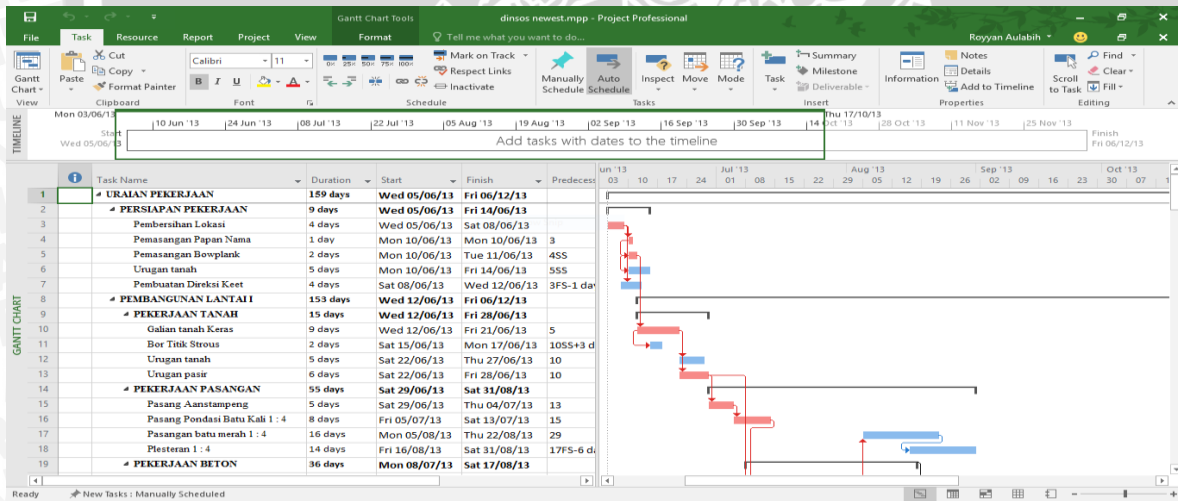 Gantt Chart Tools
dinsos newest.mpp - Project Professional
File Task Resource Report Project View Format Tell me what you want to do... Royyan Aulabih
Gantt Chart
View
Paste
Cut
Copy
Format Painter
Clipboard
Calibri 11
B I U A
Font
0% 25% 50% 75% 100%
Mark on Track
Respect Links
Inactivate
Schedule
Manually Schedule
Auto Schedule
Inspect Move Mode
Tasks
Task
Summary
Milestone
Deliverable
Insert
Information
Notes
Details
Add to Timeline
Properties
Scroll to Task
Find
Clear
Fill
Editing
TIMELINE
Mon 03/06/13 Thu 17/10/13
10 Jun '13 24 Jun '13 08 Jul '13 22 Jul '13 05 Aug '13 19 Aug '13 02 Sep '13 16 Sep '13 30 Sep '13 14 Oct '13 28 Oct '13 11 Nov '13 25 Nov '13
Start
Wed 05/06/13
Add tasks with dates to the timeline
Finish
Fri 06/12/13
Task Name Duration Start Finish Predecess
un '13 Jul '13 Aug '13 Sep '13 Oct '13
03 10 17 24 01 08 15 22 29 05 12 19 26 02 09 16 23 30 07
GANTT CHART
1 URAIAN PEKERJAAN 159 days Wed 05/06/13 Fri 06/12/13
2 PERSIAPAN PEKERJAAN 9 days Wed 05/06/13 Fri 14/06/13
3 Pembersihan Lokasi 4 days Wed 05/06/13 Sat 08/06/13
4 Pemasangan Papan Nama 1 day Mon 10/06/13 Mon 10/06/13 3
5 Pemasangan Bowplank 2 days Mon 10/06/13 Tue 11/06/13 4SS
6 Urugan tanah 5 days Mon 10/06/13 Fri 14/06/13 5SS
7 Pembuatan Direksi Keet 4 days Sat 08/06/13 Wed 12/06/13 3FS-1 da
8 PEMBANGUNAN LANTAI I 153 days Wed 12/06/13 Fri 06/12/13
9 PEKERJAAN TANAH 15 days Wed 12/06/13 Fri 28/06/13
10 Galian tanah Keras 9 days Wed 12/06/13 Fri 21/06/13 5
11 Bor Titik Strous 2 days Sat 15/06/13 Mon 17/06/13 10SS+3 d
12 Urugan tanah 5 days Sat 22/06/13 Thu 27/06/13 10
13 Urugan pasir 6 days Sat 22/06/13 Fri 28/06/13 10
14 PEKERJAAN PASANGAN 55 days Sat 29/06/13 Sat 31/08/13
15 Pasang Aanstampeng 5 days Sat 29/06/13 Thu 04/07/13 13
16 Pasang Pondasi Batu Kali 1 : 4 8 days Fri 05/07/13 Sat 13/07/13 15
17 Pasangan batu merah 1 : 4 16 days Mon 05/08/13 Thu 22/08/13 29
18 Plesteran 1 : 4 14 days Fri 16/08/13 Sat 31/08/13 17FS-6 da
19 PEKERJAAN BETON 36 days Mon 08/07/13 Sat 17/08/13
Ready New Tasks : Manually Scheduled